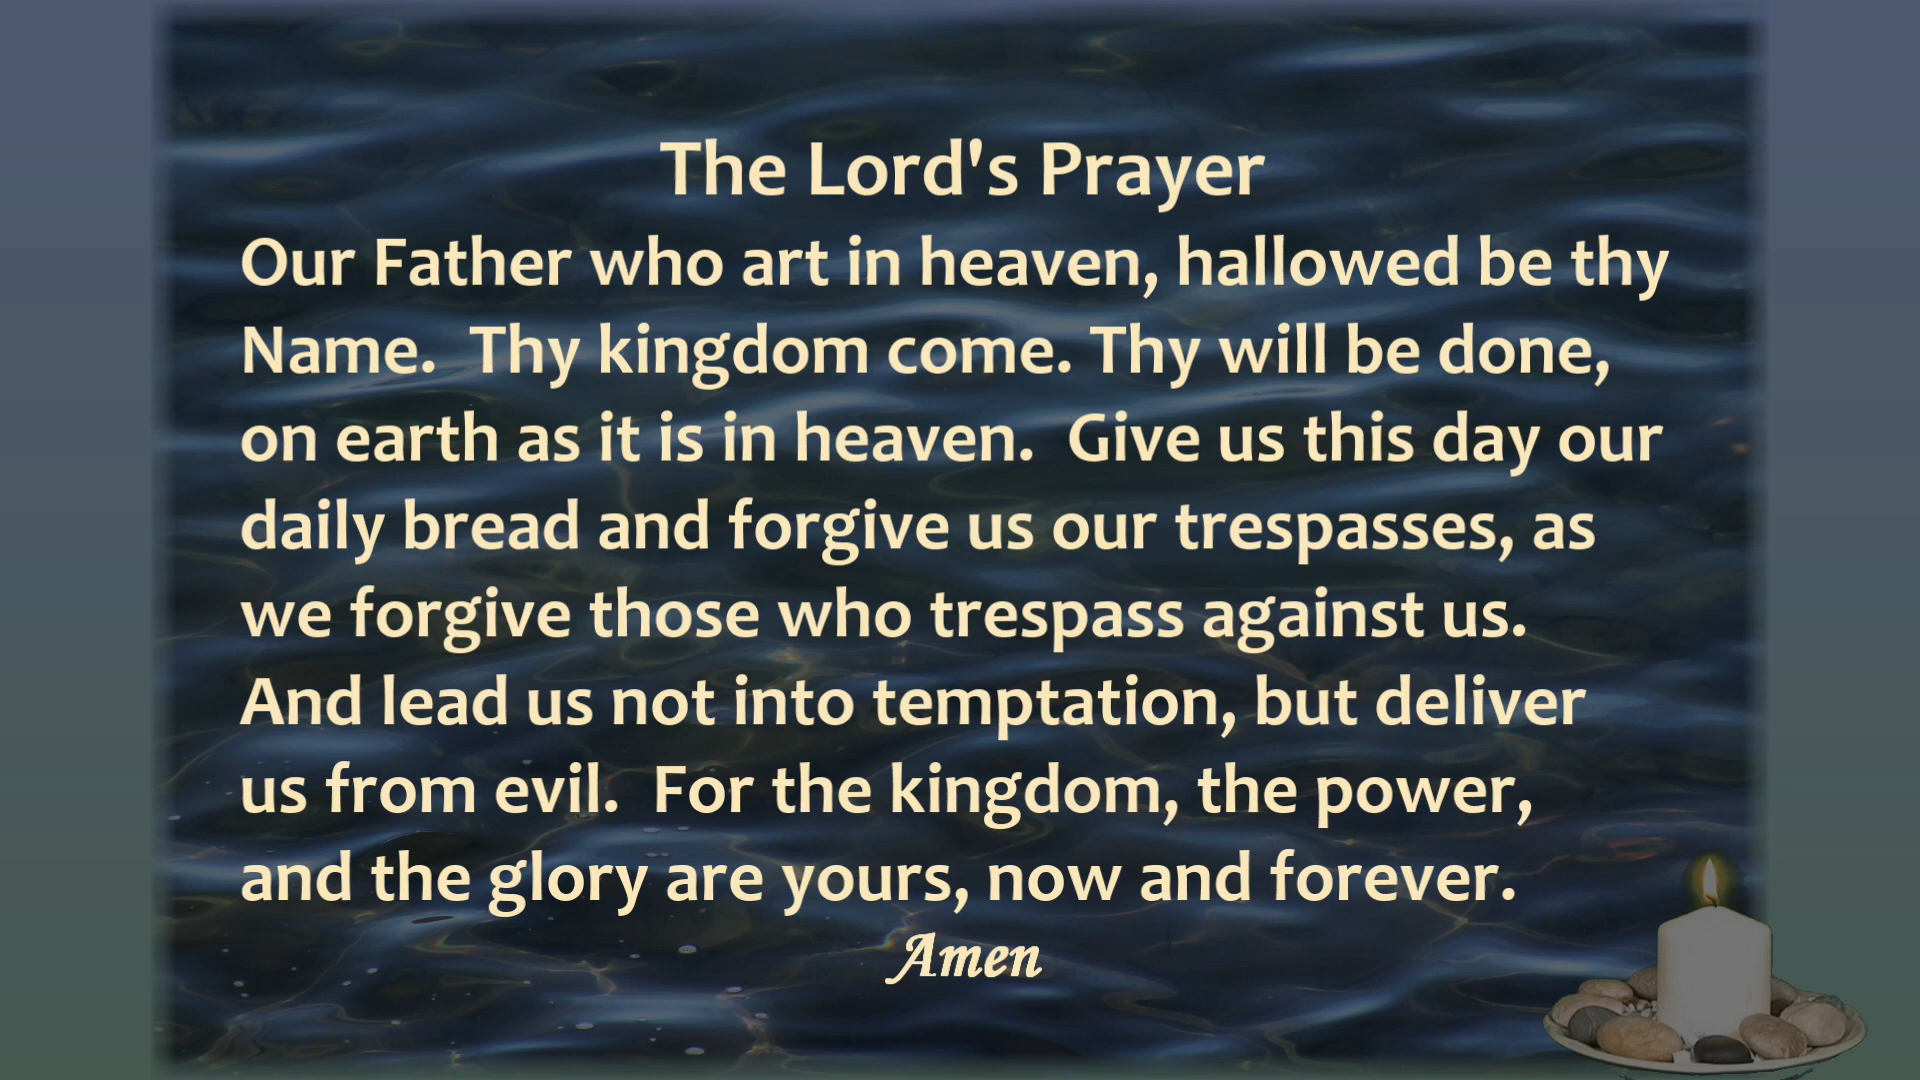 The Lord's Prayer
Our Father who art in heaven, hallowed be thy
Name.  Thy kingdom come. Thy will be done,
on earth as it is in heaven.  Give us this day our
daily bread and forgive us our trespasses, as
we forgive those who trespass against us.
And lead us not into temptation, but deliver
us from evil.  For the kingdom, the power,
and the glory are yours, now and forever.
Amen